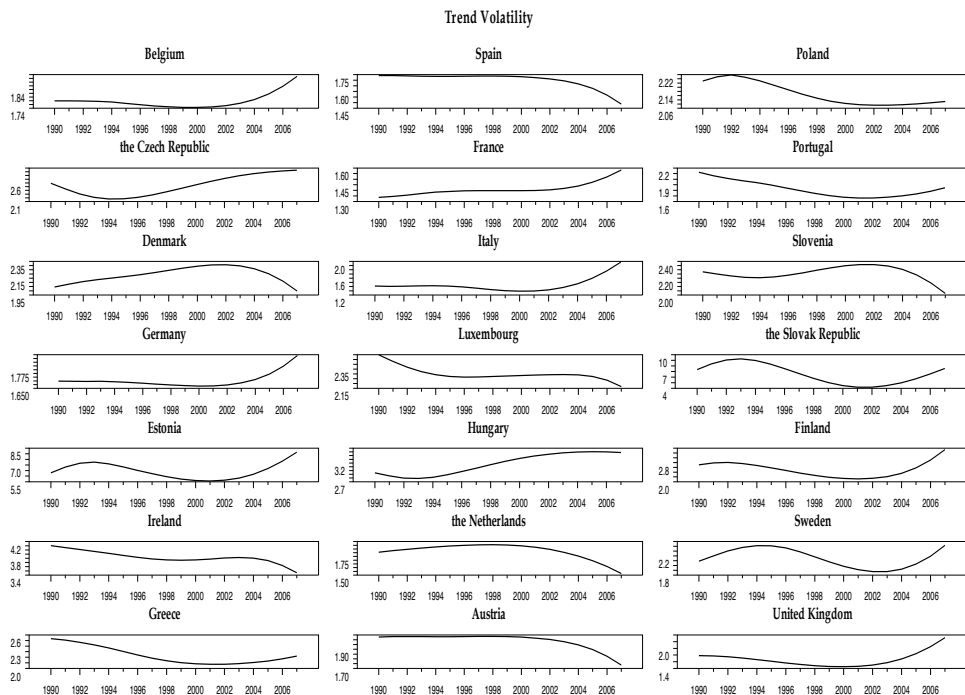 Trend Volatility
Belgium
1.84
1.74
1990 1992 1994 1996 1998 2000 2002 2004 2006
Spain
1.75
1.60
1.45
1990 1992 1994 1996 1998 2000 2002 2004 2006
Poland
2.22
2.14
2.06
1990 1992 1994 1996 1998 2000 2002 2004 2006
the Czech Republic
2.6
2.1
1990 1992 1994 1996 1998 2000 2002 2004 2006
France
1.60
1.45
1.30
1990 1992 1994 1996 1998 2000 2002 2004 2006
Portugal
2.2
1.9
1.6
1990 1992 1994 1996 1998 2000 2002 2004 2006
Denmark
2.35
2.15
1.95
1990 1992 1994 1996 1998 2000 2002 2004 2006
Italy
2.0
1.6
1.2
1990 1992 1994 1996 1998 2000 2002 2004 2006
Slovenia
2.40
2.20
2.00
1990 1992 1994 1996 1998 2000 2002 2004 2006
Germany
1.775
1.650
1990 1992 1994 1996 1998 2000 2002 2004 2006
Luxembourg
2.35
2.15
1990 1992 1994 1996 1998 2000 2002 2004 2006
the Slovak Republic
10
7
4
1990 1992 1994 1996 1998 2000 2002 2004 2006
Estonia
8.5
7.0
5.5
1990 1992 1994 1996 1998 2000 2002 2004 2006
Hungary
3.2
2.7
1990 1992 1994 1996 1998 2000 2002 2004 2006
Finland
2.8
2.0
1990 1992 1994 1996 1998 2000 2002 2004 2006
Ireland
4.2
3.8
3.4
1990 1992 1994 1996 1998 2000 2002 2004 2006
the Netherlands
1.75
1.50
1990 1992 1994 1996 1998 2000 2002 2004 2006
Sweden
2.2
1.8
1990 1992 1994 1996 1998 2000 2002 2004 2006
Greece
2.6
2.3
2.0
1990 1992 1994 1996 1998 2000 2002 2004 2006
Austria
1.90
1.70
1990 1992 1994 1996 1998 2000 2002 2004 2006
United Kingdom
2.0
1.4
1990 1992 1994 1996 1998 2000 2002 2004 2006